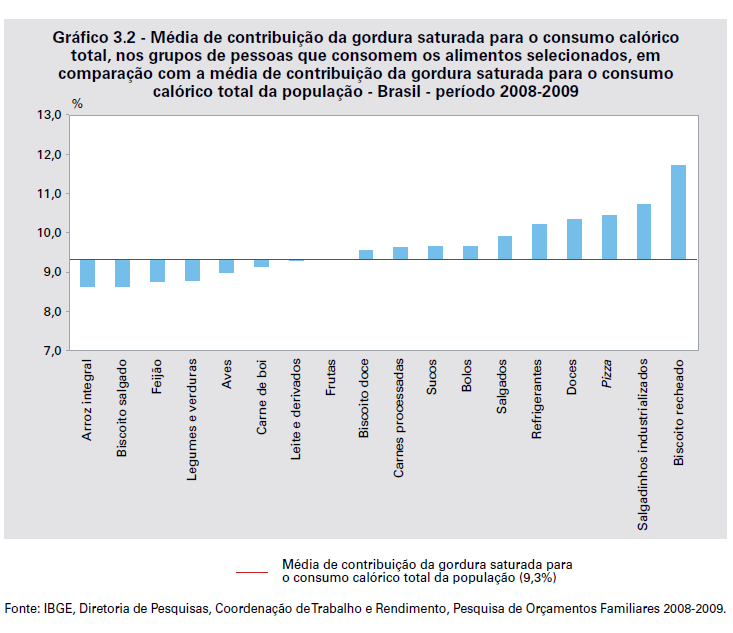 Gráfico 3.2 - Média de contribuição da gordura saturada para o consumo calórico
total, nos grupos de pessoas que consomem os alimentos selecionados, em
comparação com a média de contribuição da gordura saturada para o consumo
calórico total da população - Brasil - período 2008-2009
%
13,0
12,0
11,0
10,0
9,0
8,0
7,0
Arroz integral
Biscoito salgado
Feijão
Legumes e verduras
Aves
Carne de boi
Leite e derivados
Frutas
Biscoito doce
Carnes processadas
Sucos
Bolos
Salgados
Refrigerantes
Doces
Pizza
Salgadinhos industrializados
Biscoito recheado
Média de contribuição da gordura saturada para
o consumo calórico total da população (9,3%)
Fonte: IBGE, Diretoria de Pesquisas, Coordenação de Trabalho e Rendimento, Pesquisa de Orçamentos Familiares 2008-2009.